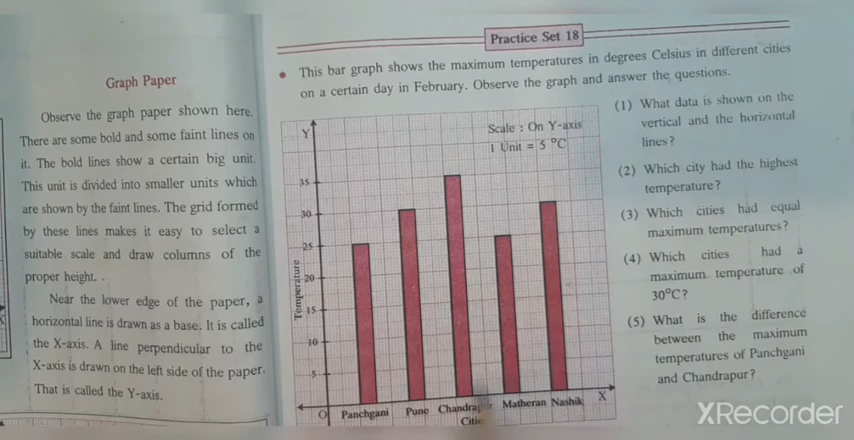 Graph Paper
Observe the graph paper shown here.
There are some bold and some faint lines on
it. The bold lines show a certain big unit.
This unit is divided into smaller units which
are shown by the faint lines. The grid formed
by these lines makes it easy to select a
suitable scale and draw columns of the
proper height. .
Near the lower edge of the paper, a
horizontal line is drawn as a base. It is called
the X-axis. A line perpendicular to the
X-axis is drawn on the left side of the paper.
That is called the Y-axis.
Practice Set 18
• This bar graph shows the maximum temperatures in degrees Celsius in different cities
on a certain day in February. Observe the graph and answer the questions.
Y
Scale : On Y-axis
1 Unit = 5 °C
35
30
25
20
15
10
5
Temperature
O
X
Panchgani Pune Matheran Nashik
(1) What data is shown on the
vertical and the horizontal
lines?
(2) Which city had the highest
temperature?
(3) Which cities had equal
maximum temperatures?
(4) Which cities had a
maximum temperature of
30°C?
(5) What is the difference
between the maximum
temperatures of Panchgani
and Chandrapur?
XRecorder